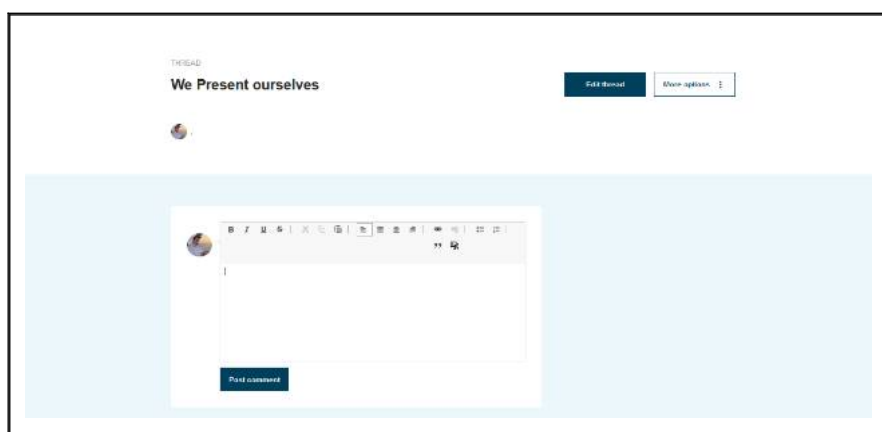 THREAD
We Present ourselves
Edit thread
More options
B I U S
Post comment